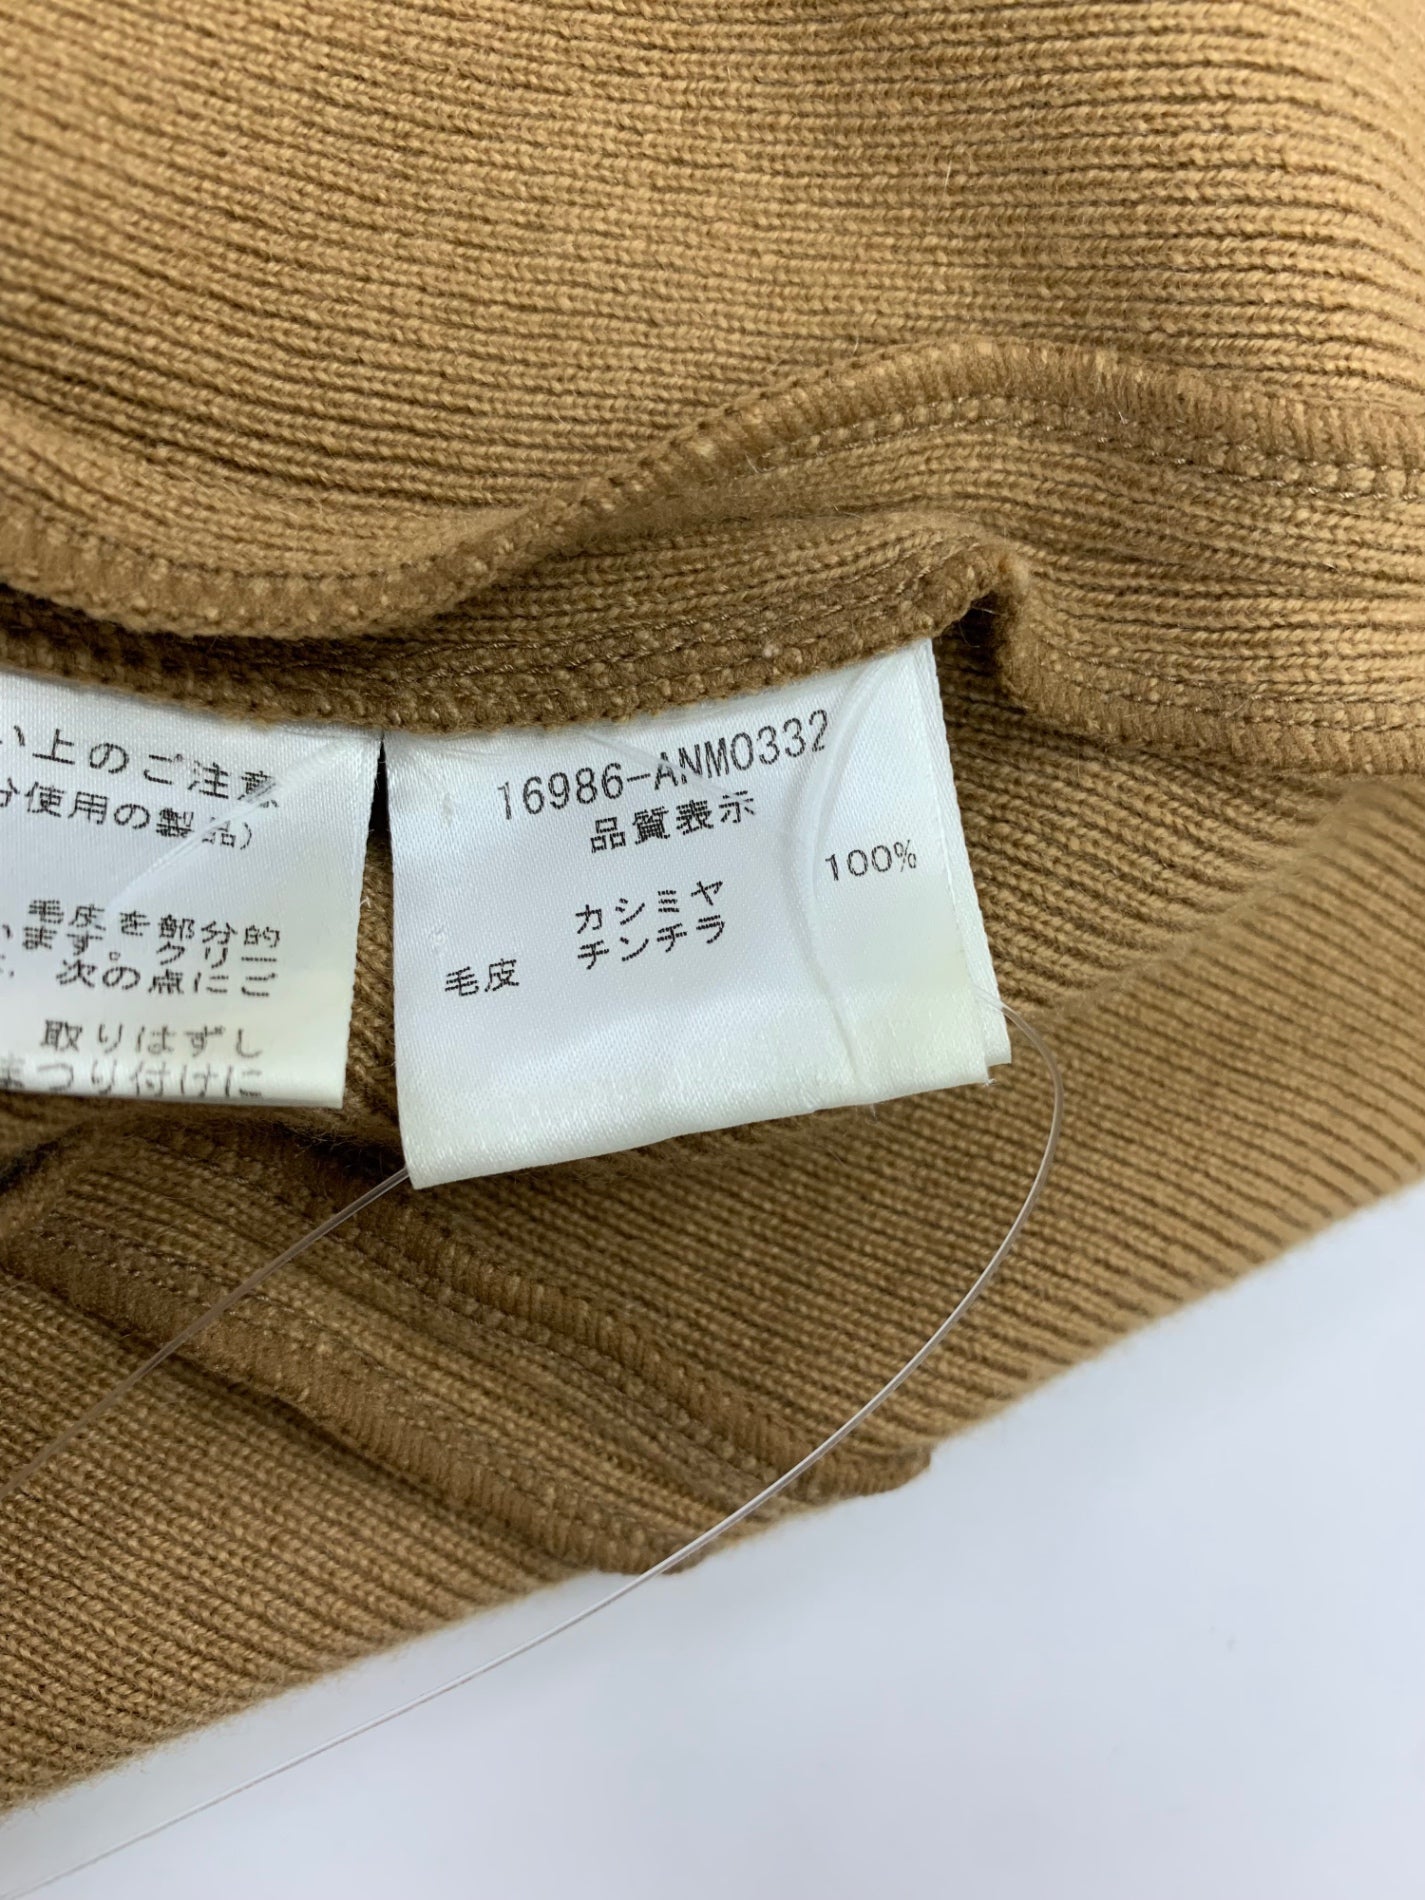 い上のご注意
分使用の製品)
毛皮を部分的
います。クリー
次の点にご
取りはずし
まつり付けに
16986-ANM0332
品質表示
カシミヤ 100%
毛皮 チンチラ